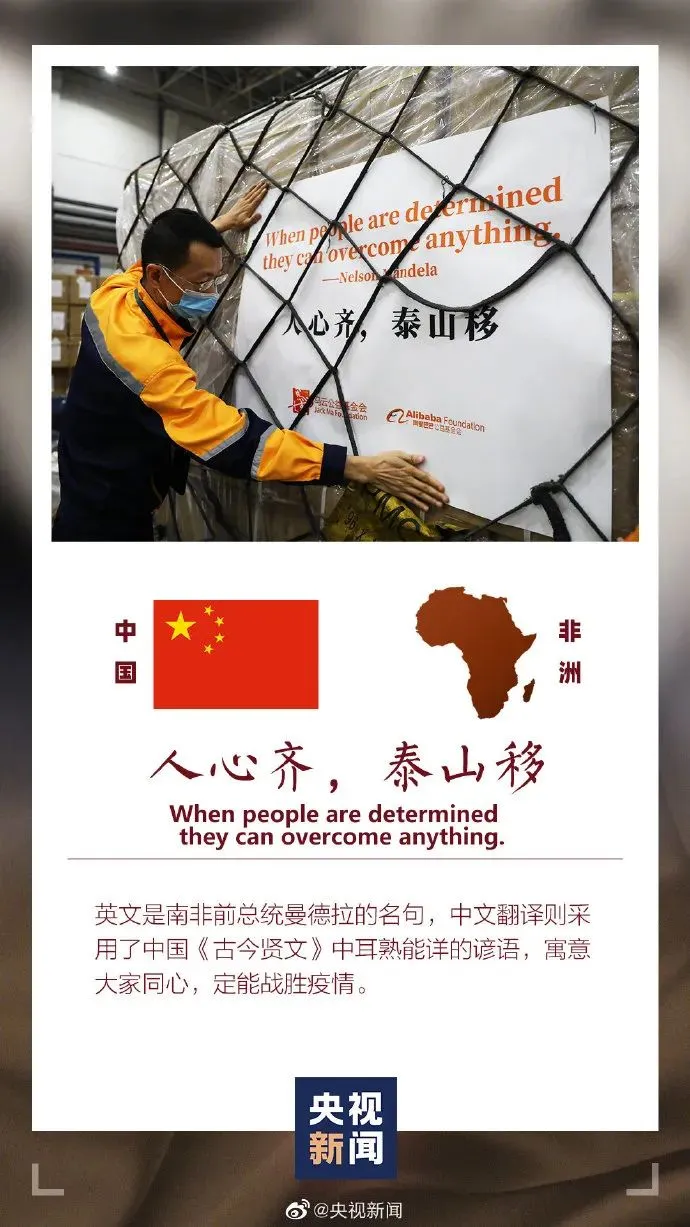 When people are determined
they can overcome anything.
——Nelson Mandela
人心齐，泰山移
马云公益基金会
Jack Ma Foundation
Alibaba Foundation
阿里巴巴公益基金会
中国
非洲
人心齐，泰山移
When people are determined
they can overcome anything.
英文是南非前总统曼德拉的名句，中文翻译则采
用了中国《古今贤文》中耳熟能详的谚语，寓意
大家同心，定能战胜疫情。
央视
新闻
@央视新闻